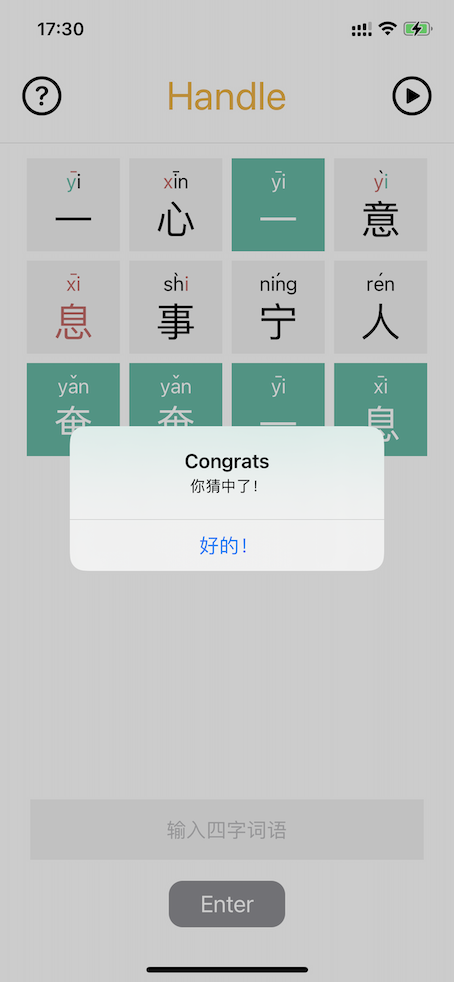 17:30
?
Handle
yī xīn yī yì
一 心 一 意
xī shì níng rén
息 事 宁 人
yǎn yǎn yī xī
奄 奄 一 息
Congrats
你猜中了！
好的！
输入四字词语
Enter